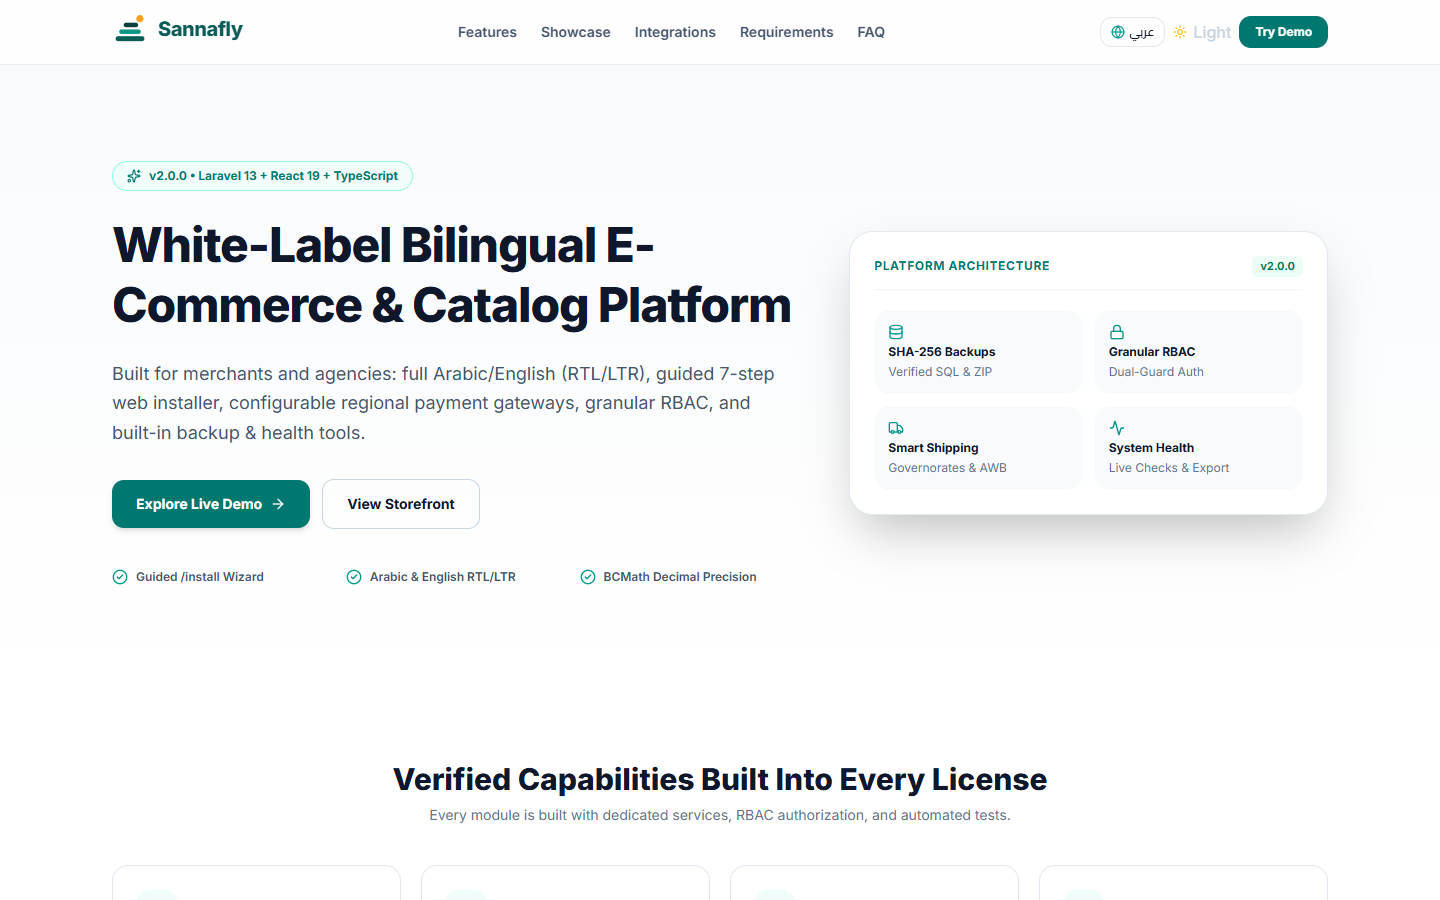 Sannafly
Features
Showcase
Integrations
Requirements
FAQ
عربي
Light
Try Demo
v2.0.0 • Laravel 13 + React 19 + TypeScript
White-Label Bilingual E-
Commerce & Catalog Platform
Built for merchants and agencies: full Arabic/English (RTL/LTR), guided 7-step
web installer, configurable regional payment gateways, granular RBAC, and
built-in backup & health tools.
Explore Live Demo
View Storefront
Guided /install Wizard
Arabic & English RTL/LTR
BCMath Decimal Precision
PLATFORM ARCHITECTURE
v2.0.0
SHA-256 Backups
Verified SQL & ZIP
Granular RBAC
Dual-Guard Auth
Smart Shipping
Governorates & AWB
System Health
Live Checks & Export
Verified Capabilities Built Into Every License
Every module is built with dedicated services, RBAC authorization, and automated tests.